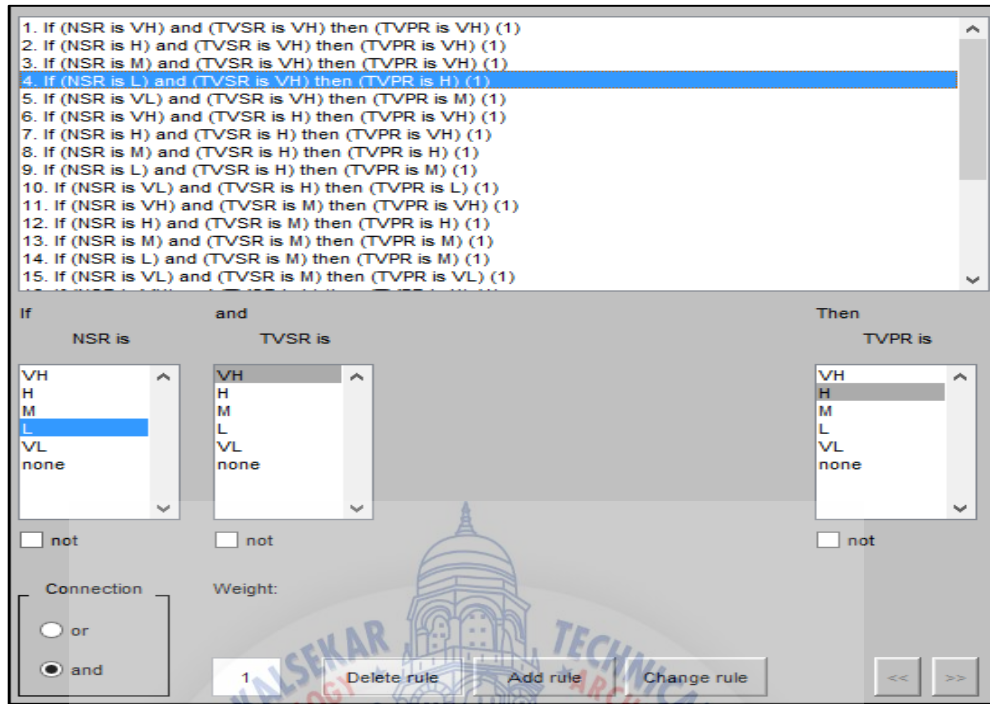 1. If (NSR is VH) and (TVSR is VH) then (TVPR is VH) (1)
2. If (NSR is H) and (TVSR is VH) then (TVPR is VH) (1)
3. If (NSR is M) and (TVSR is VH) then (TVPR is VH) (1)
4. If (NSR is L) and (TVSR is VH) then (TVPR is H) (1)
5. If (NSR is VL) and (TVSR is VH) then (TVPR is M) (1)
6. If (NSR is VH) and (TVSR is H) then (TVPR is VH) (1)
7. If (NSR is H) and (TVSR is H) then (TVPR is VH) (1)
8. If (NSR is M) and (TVSR is H) then (TVPR is H) (1)
9. If (NSR is L) and (TVSR is H) then (TVPR is M) (1)
10. If (NSR is VL) and (TVSR is H) then (TVPR is L) (1)
11. If (NSR is VH) and (TVSR is M) then (TVPR is VH) (1)
12. If (NSR is H) and (TVSR is M) then (TVPR is H) (1)
13. If (NSR is M) and (TVSR is M) then (TVPR is M) (1)
14. If (NSR is L) and (TVSR is M) then (TVPR is M) (1)
15. If (NSR is VL) and (TVSR is M) then (TVPR is VL) (1)
If and Then
NSR is TVSR is TVPR is
VH VH VH
H H H
M M M
L L L
VL VL VL
none none none
not not not
Connection Weight:
or
and
1 Delete rule Add rule Change rule << >>
KALSEKAR TECHNICA